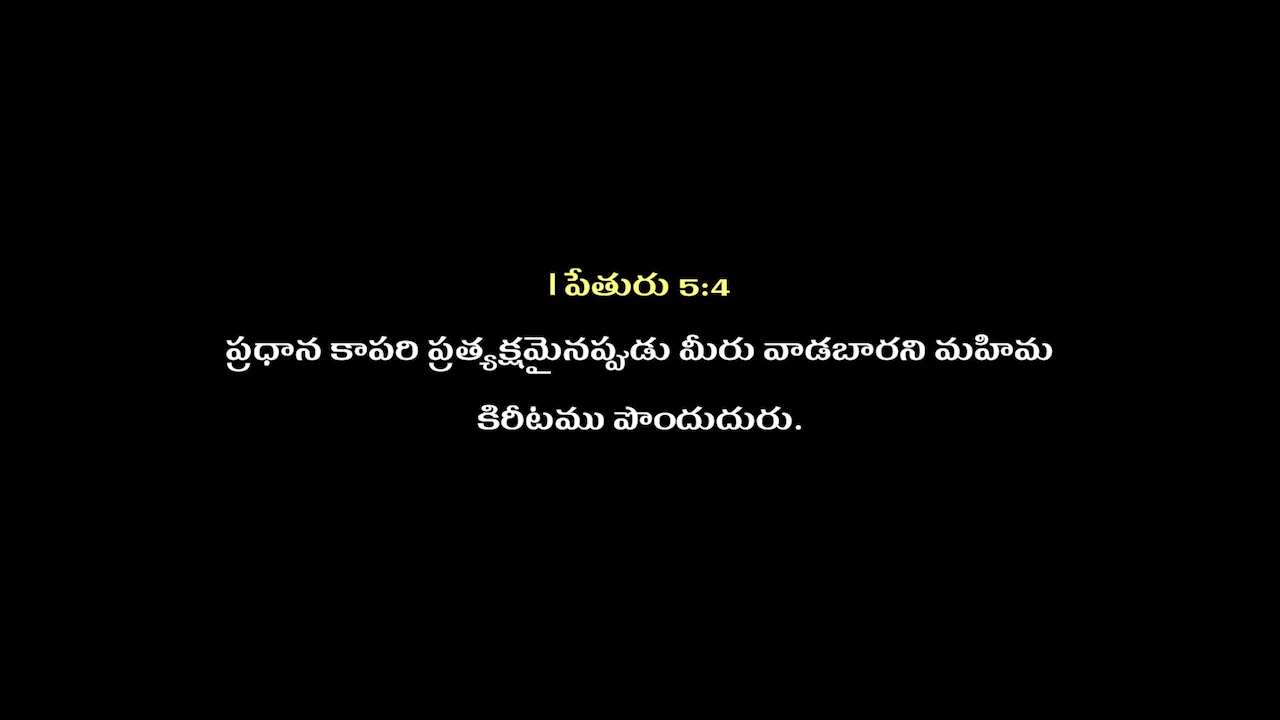 I పేతురు 5:4
ప్రధాన కాపరి ప్రత్యక్షమైనప్పుడు మీరు వాడబారని మహిమ
కిరీటము పొందుదురు.